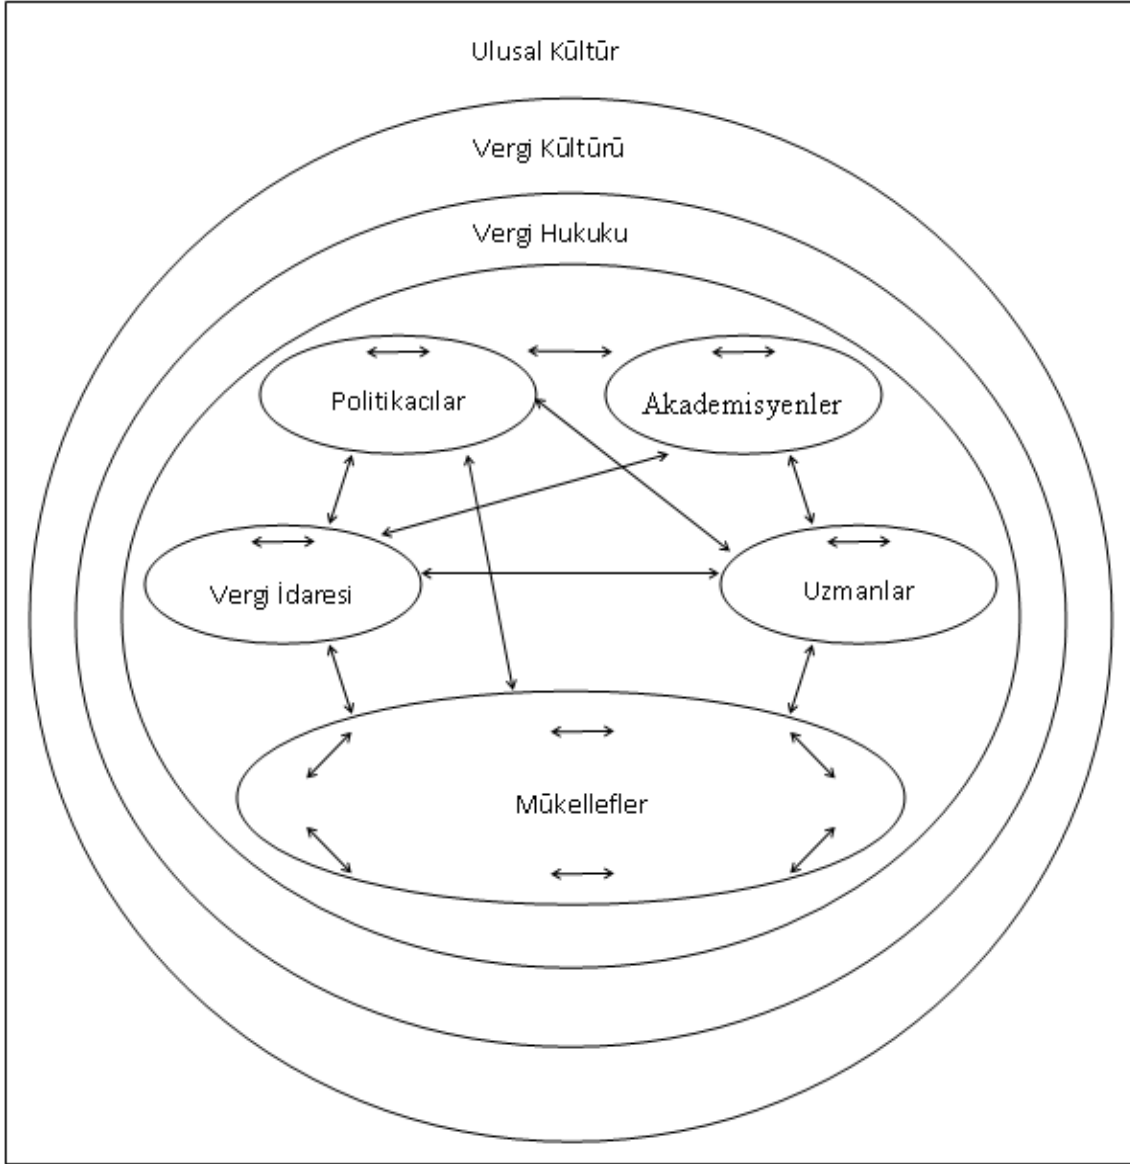 Ulusal Kültür
Vergi Kültürü
Vergi Hukuku
Politikacılar
Akademisyenler
Vergi İdaresi
Uzmanlar
Mükellefler